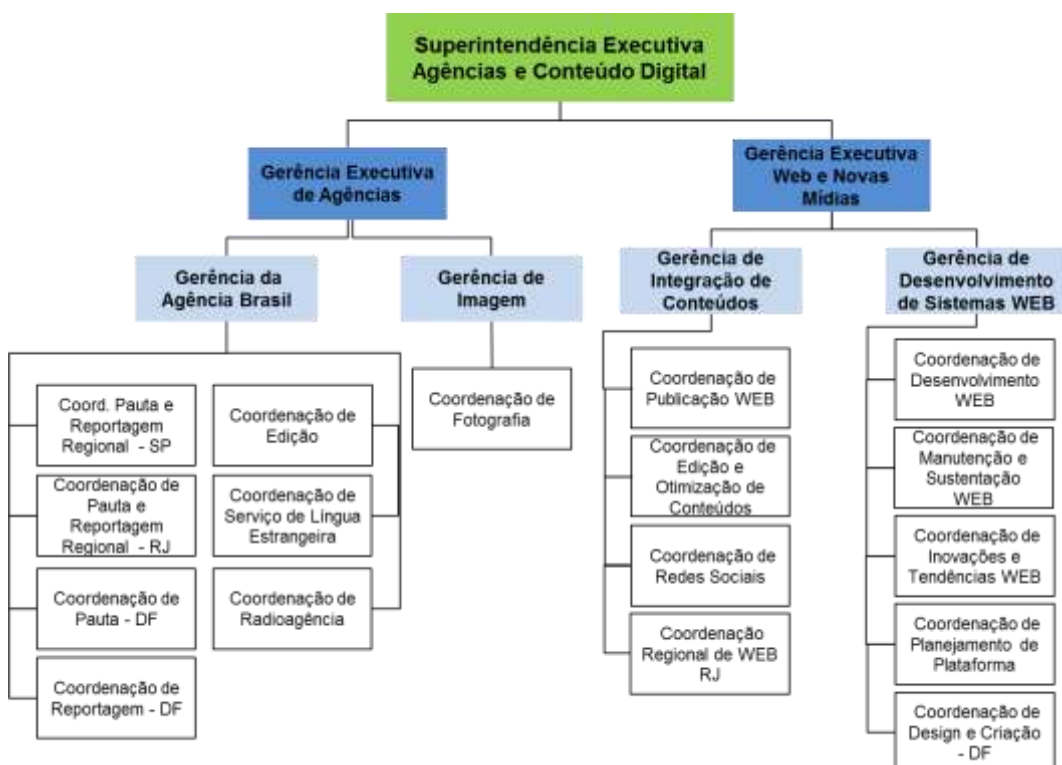 Superintendência Executiva
Agências e Conteúdo Digital
Gerência Executiva
de Agências
Gerência Executiva
Web e Novas
Mídias
Gerência da
Agência Brasil
Gerência de
Imagem
Gerência de
Integração de
Conteúdos
Gerência de
Desenvolvimento
de Sistemas WEB
Coord. Pauta e
Reportagem
Regional - SP
Coordenação de
Pauta e
Reportagem
Regional - RJ
Coordenação de
Pauta - DF
Coordenação de
Reportagem - DF
Coordenação de
Edição
Coordenação de
Serviço de Língua
Estrangeira
Coordenação de
Radioagência
Coordenação de
Fotografia
Coordenação de
Publicação WEB
Coordenação de
Edição e
Otimização de
Conteúdos
Coordenação de
Redes Sociais
Coordenação
Regional de WEB
RJ
Coordenação de
Desenvolvimento
WEB
Coordenação de
Manutenção e
Sustentação
WEB
Coordenação de
Inovações e
Tendências WEB
Coordenação de
Planejamento de
Plataforma
Coordenação de
Design e Criação
- DF